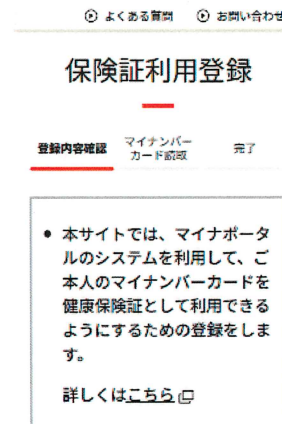 よくある質問 お問い合わせ
保険証利用登録
登録内容確認 マイナンバーカード読取 完了
本サイトでは、マイナポータ
ルのシステムを利用して、ご
本人のマイナンバーカードを
健康保険証として利用できる
ようにするための登録をしま
す。
詳しくはこちら